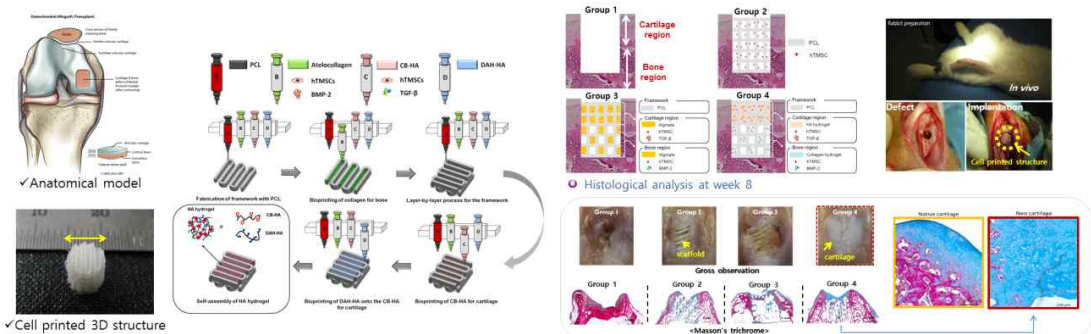 Osteochondral Allograft Transplant
✓Anatomical model
10
20
✓Cell printed 3D structure
PCL
Atelocollagen
CB-HA
DAH-HA
hTMSCs
hTMSCs
BMP-2
TGF-β
A
B
C
D
Fabrication of framework with PCL
Bioprinting of collagen for bone
Layer-by-layer process for the framework
HA hydrogel
CB-HA
DAH-HA
Self-assembly of HA hydrogel
Bioprinting of DAH-HA onto the CB-HA
for cartilage
Bioprinting of CB-HA for cartilage
Group 1
Cartilage
region
Bone
region
Group 2
PCL
hTMSC
Group 3
Framework
PCL
Cartilage region
Alginate
hTMSC
TGF-β
Bone region
Alginate
hTMSC
BMP-2
Group 4
Framework
PCL
Cartilage region
HA hydrogel
hTMSC
TGF-β
Bone region
Collagen hydrogel
hTMSC
BMP-2
Rabbit preparation
In vivo
Defect
Implantation
Cell printed structure
Histological analysis at week 8
Group 1
Group 2
Group 3
Group 4
scaffold
cartilage
Gross observation
Group 1
Group 2
Group 3
Group 4
<Masson's trichrome>
Native cartilage
Neo cartilage